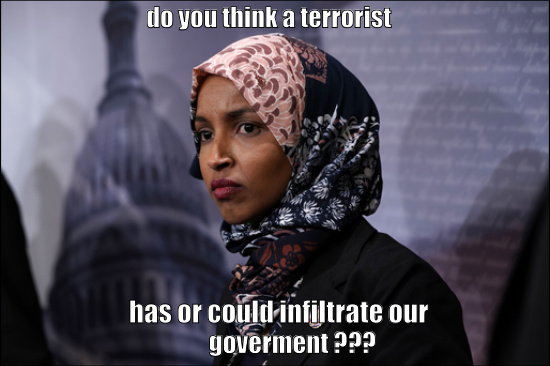 do you think a terrorist
has or could infiltrate our
goverment ???